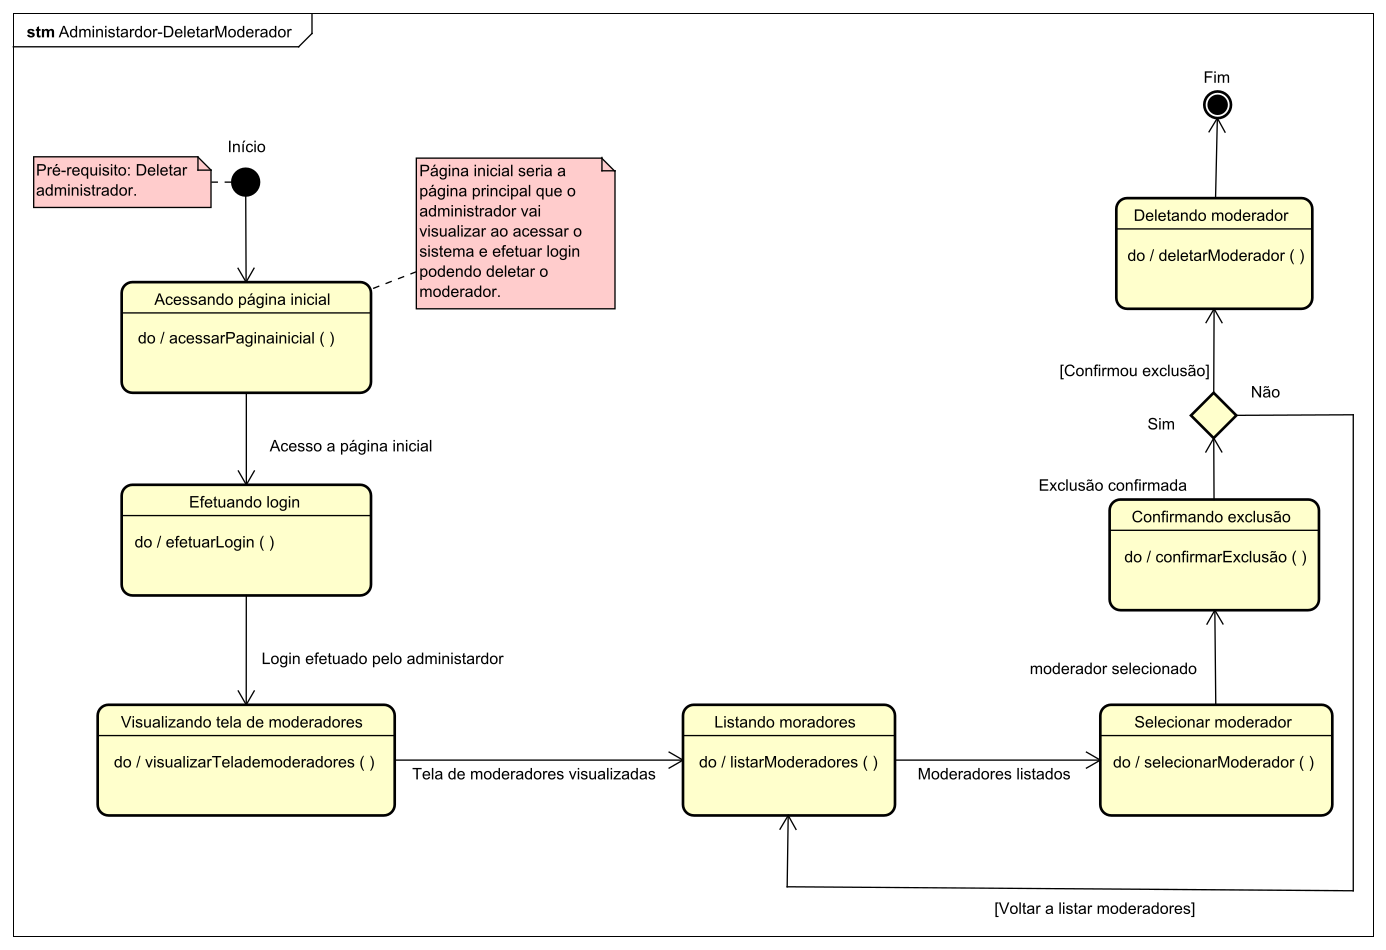 stm Administardor-DeletarModerador
Fim
Início
Pré-requisito: Deletar
administrador.
Página inicial seria a
página principal que o
administrador vai
visualizar ao acessar o
sistema e efetuar login
podendo deletar o
moderador.
Deletando moderador
do / deletarModerador ( )
Acessando página inicial
do / acessarPaginainicial ( )
[Confirmou exclusão]
Não
Sim
Acesso a página inicial
Exclusão confirmada
Efetuando login
do / efetuarLogin ( )
Confirmando exclusão
do / confirmarExclusão ( )
Login efetuado pelo administardor
moderador selecionado
Visualizando tela de moderadores
do / visualizarTelademoderadores ( )
Tela de moderadores visualizadas
Listando moradores
do / listarModeradores ( )
Moderadores listados
Selecionar moderador
do / selecionarModerador ( )
[Voltar a listar moderadores]